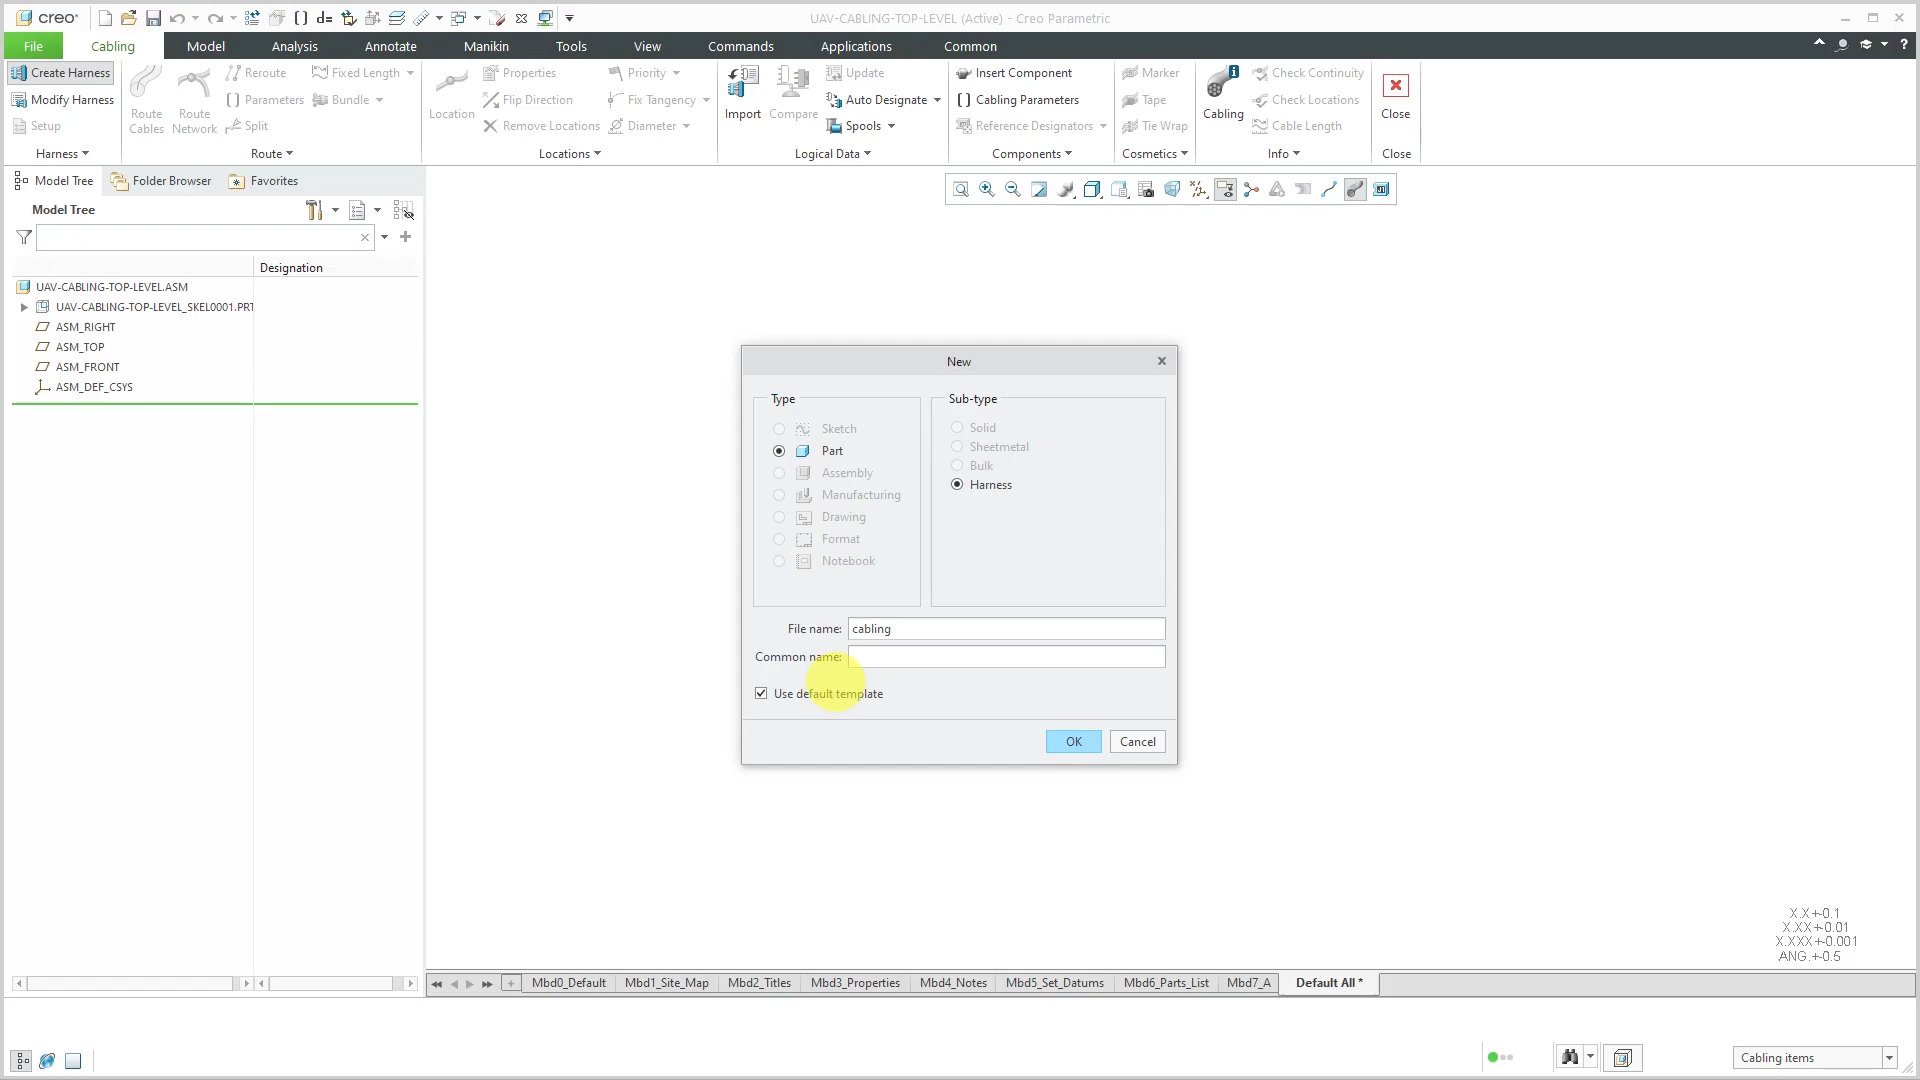 creo·
UAV-CABLING-TOP-LEVEL (Active) - Creo Parametric
File Cabling Model Analysis Annotate Manikin Tools View Commands Applications Common
Create Harness
Modify Harness
Setup
Harness
Route Cables
Route Network
Reroute
Parameters
Split
Fixed Length
Bundle
Route
Location
Properties
Flip Direction
Remove Locations
Priority
Fix Tangency
Diameter
Locations
Import
Compare
Update
Auto Designate
Spools
Logical Data
Insert Component
Cabling Parameters
Reference Designators
Components
Marker
Tape
Tie Wrap
Cosmetics
Cabling
Check Continuity
Check Locations
Cable Length
Info
Close
Close
Model Tree Folder Browser Favorites
Model Tree
Designation
UAV-CABLING-TOP-LEVEL.ASM
UAV-CABLING-TOP-LEVEL_SKEL0001.PRT
ASM_RIGHT
ASM_TOP
ASM_FRONT
ASM_DEF_CSYS
New
Type
Sketch
Part
Assembly
Manufacturing
Drawing
Format
Notebook
Sub-type
Solid
Sheetmetal
Bulk
Harness
File name: cabling
Common name:
Use default template
OK Cancel
X.X+-0.1
X.XX+-0.01
X.XXX+-0.001
ANG.+-0.5
Mbd0_Default Mbd1_Site_Map Mbd2_Titles Mbd3_Properties Mbd4_Notes Mbd5_Set_Datums Mbd6_Parts_List Mbd7_A Default All *
Cabling items